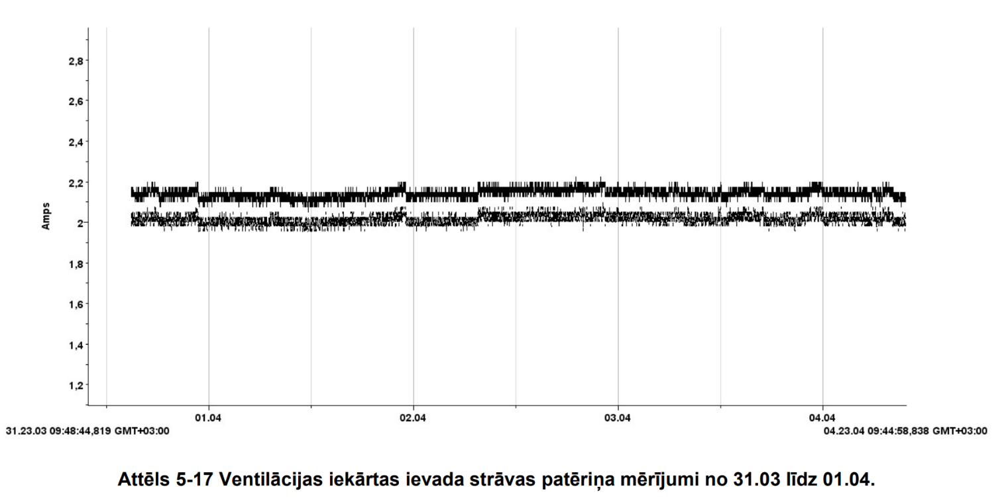 2,8
2,6
2,4
2,2
2
1,8
1,6
1,4
1,2
Amps
01.04 02.04 03.04 04.04
31.23.03 09:48:44,819 GMT+03:00 04.23.04 09:44:58,838 GMT+03:00
Attēls 5-17 Ventilācijas iekārtas ievada strāvas patēriņa mērījumi no 31.03 līdz 01.04.